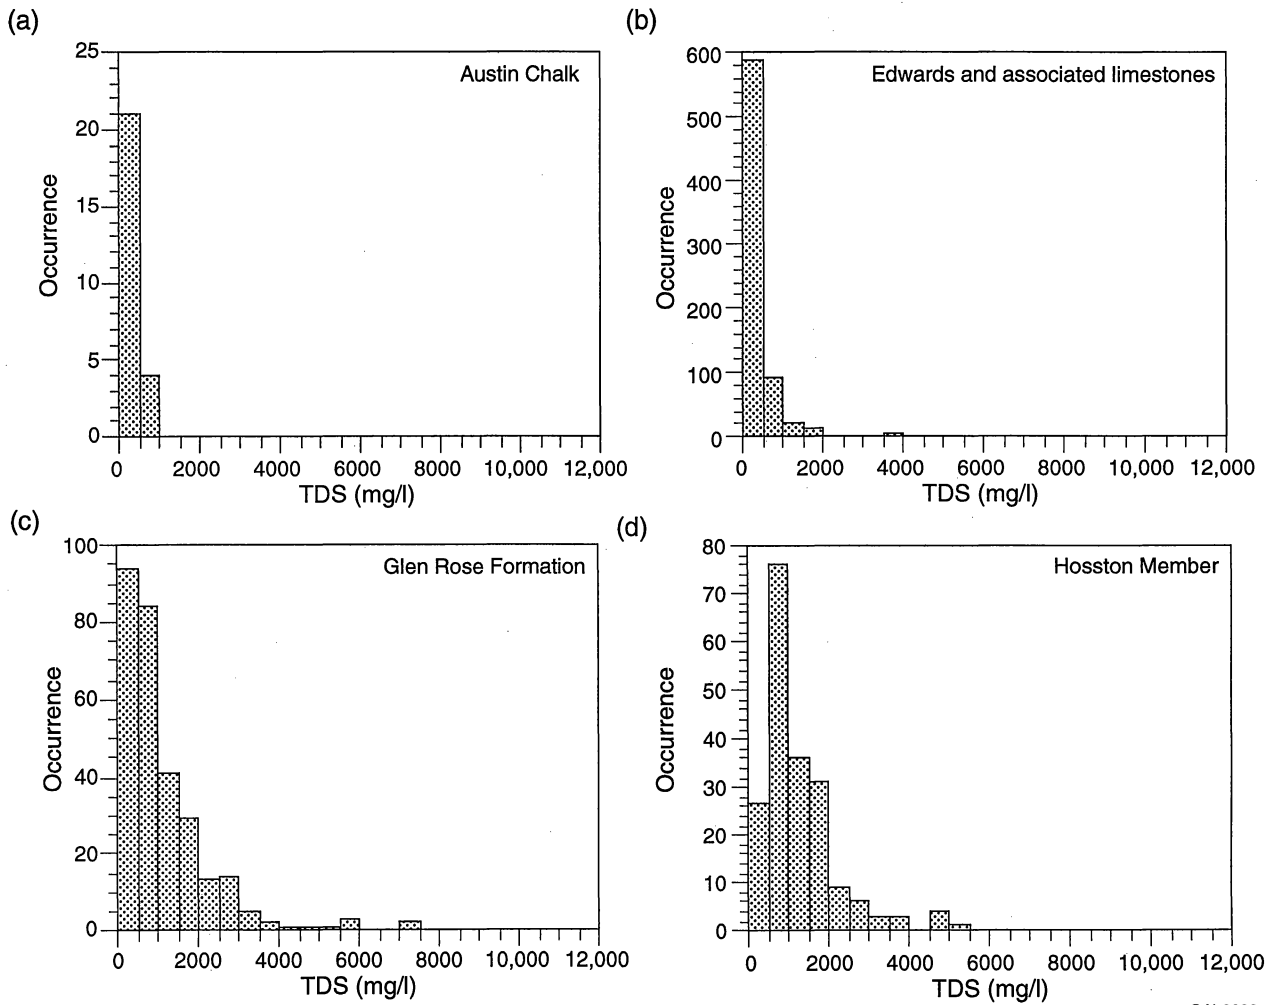 (a)
25
20
15
10
5
0
Occurrence
Austin Chalk
0 2000 4000 6000 8000 10,000 12,000
TDS (mg/l)
(b)
600
500
400
300
200
100
0
Occurrence
Edwards and associated limestones
0 2000 4000 6000 8000 10,000 12,000
TDS (mg/l)
(c)
100
80
60
40
20
0
Occurrence
Glen Rose Formation
0 2000 4000 6000 8000 10,000 12,000
TDS (mg/l)
(d)
80
70
60
50
40
30
20
10
0
Occurrence
Hosston Member
0 2000 4000 6000 8000 10,000 12,000
TDS (mg/l)